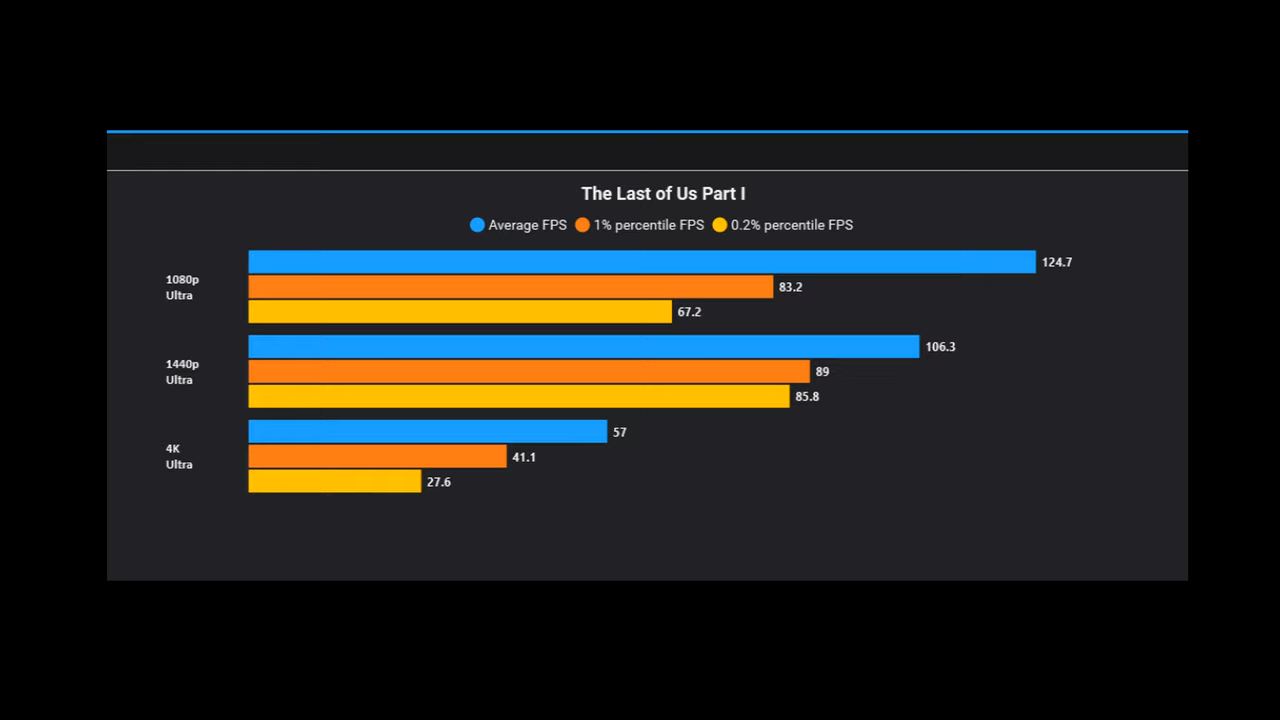 The Last of Us Part I
Average FPS 1% percentile FPS 0.2% percentile FPS
1080p
Ultra
124.7
83.2
67.2
1440p
Ultra
106.3
89
85.8
4K
Ultra
57
41.1
27.6